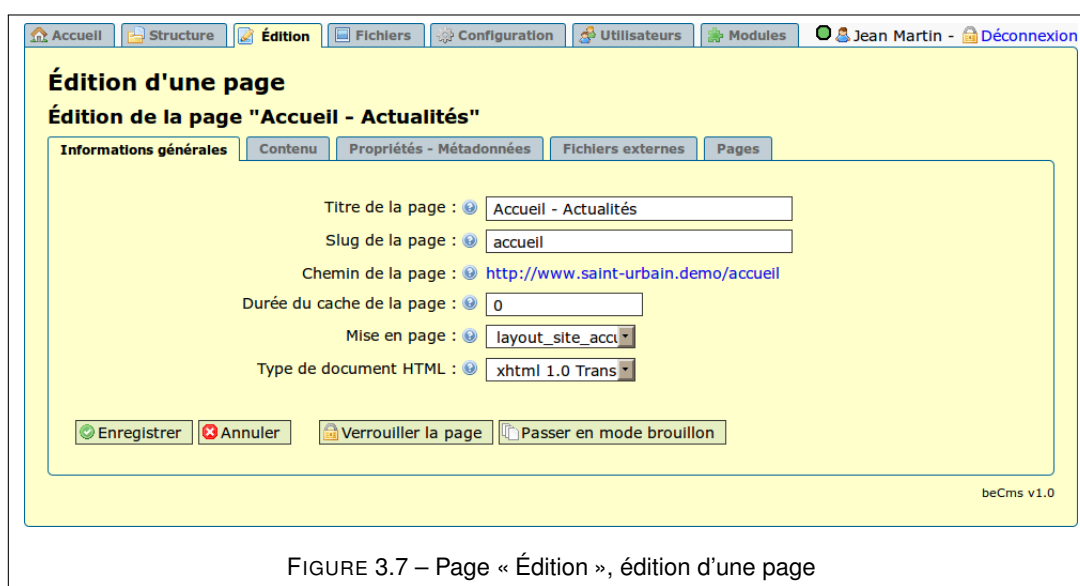 Accueil Structure Édition Fichiers Configuration Utilisateurs Modules Jean Martin - Déconnexion
Édition d'une page
Édition de la page "Accueil - Actualités"
Informations générales Contenu Propriétés - Métadonnées Fichiers externes Pages
Titre de la page : Accueil - Actualités
Slug de la page : accueil
Chemin de la page : http://www.saint-urbain.demo/accueil
Durée du cache de la page : 0
Mise en page : layout_site_accu
Type de document HTML : xhtml 1.0 Trans
Enregistrer Annuler Verrouiller la page Passer en mode brouillon
beCms v1.0
FIGURE 3.7 – Page « Édition », édition d'une page